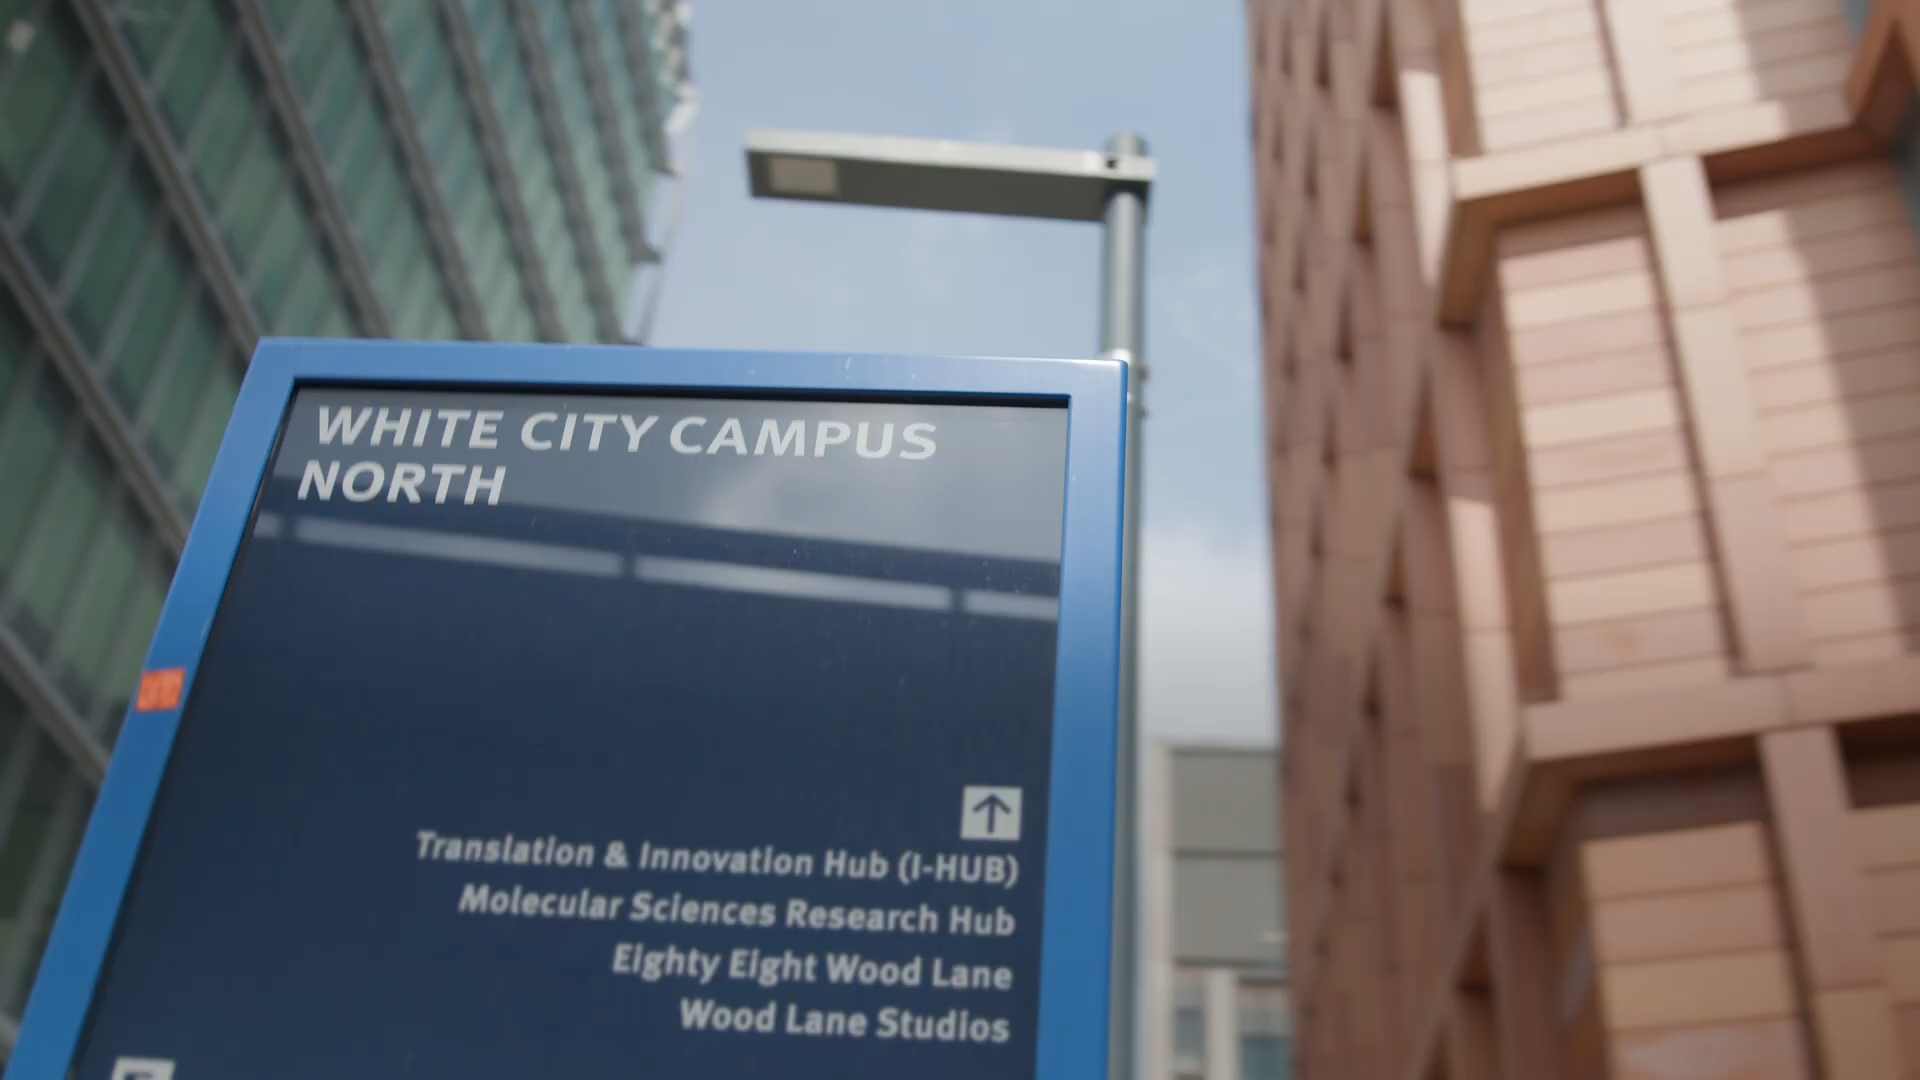 WHITE CITY CAMPUS
NORTH
Translation & Innovation Hub (I-HUB)
Molecular Sciences Research Hub
Eighty Eight Wood Lane
Wood Lane Studios